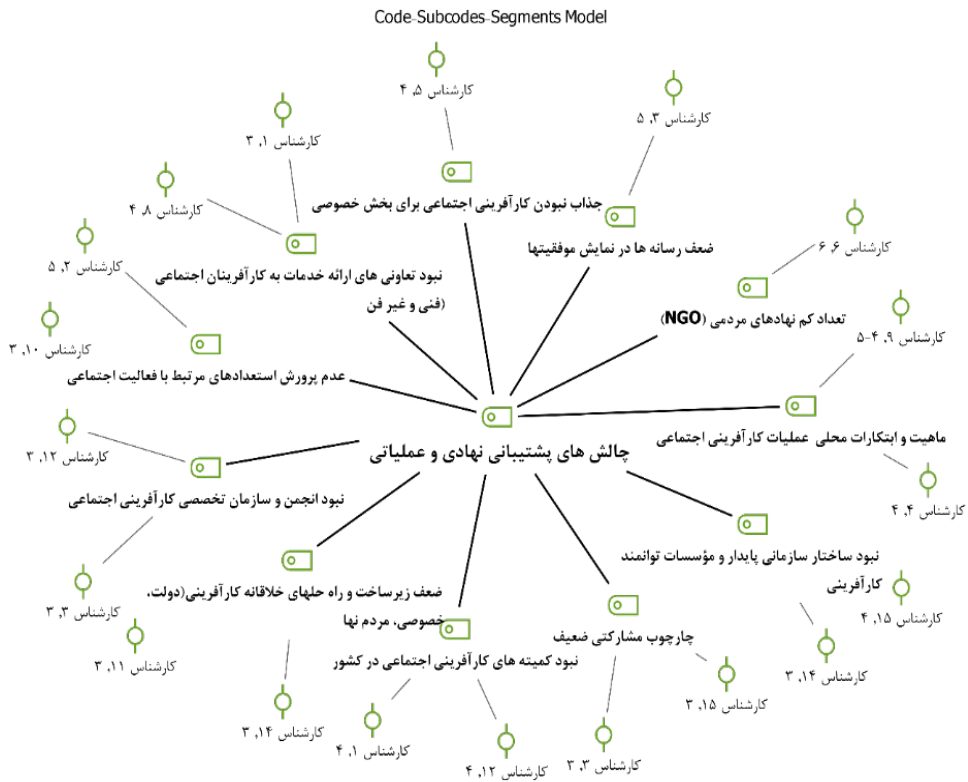 Code-Subcodes-Segments Model
کارشناس ۵, ۴
کارشناس ۳, ۵
کارشناس ۱, ۳
کارشناس ۸, ۴
جذاب نبودن کارآفرینی اجتماعی برای بخش خصوصی
ضعف رسانه ها در نمایش موفقیتها
کارشناس ۶, ۶
کارشناس ۲, ۵
نبود تعاونی های ارائه خدمات به کارآفرینان اجتماعی
(فنی و غیر فن
تعداد کم نهادهای مردمی (NGO)
کارشناس ۱۰, ۳
کارشناس ۹, ۴-۵
عدم پرورش استعدادهای مرتبط با فعالیت اجتماعی
ماهیت و ابتکارات محلی عملیات کارآفرینی اجتماعی
چالش های پشتیبانی نهادی و عملیاتی
کارشناس ۱۲, ۳
نبود انجمن و سازمان تخصصی کارآفرینی اجتماعی
کارشناس ۴, ۴
نبود ساختار سازمانی پایدار و مؤسسات توانمند
کارآفرینی
ضعف زیرساخت و راه حلهای خلاقانه کارآفرینی(دولت،
خصوصی، مردم نها
کارشناس ۳, ۳
کارشناس ۱۵, ۴
چارچوب مشارکتی ضعیف
نبود کمیته های کارآفرینی اجتماعی در کشور
کارشناس ۱۱, ۳
کارشناس ۱۴, ۳
کارشناس ۱۵, ۳
کارشناس ۱۴, ۳
کارشناس ۱, ۴
کارشناس ۱۲, ۴
کارشناس ۳, ۳